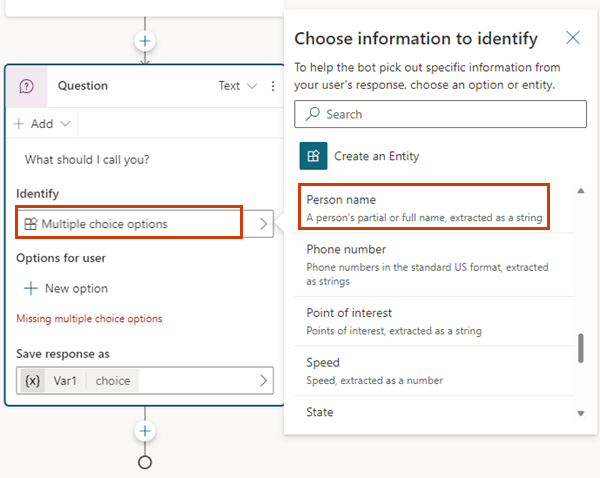 Question
Text
Add
What should I call you?
Identify
Multiple choice options
Options for user
New option
Missing multiple choice options
Save response as
{x} Var1 choice
Choose information to identify
To help the bot pick out specific information from
your user's response, choose an option or entity.
Search
Create an Entity
Person name
A person's partial or full name, extracted as a string
Phone number
Phone numbers in the standard US format, extracted
as strings
Point of interest
Points of interest, extracted as a string
Speed
Speed, extracted as a number
State